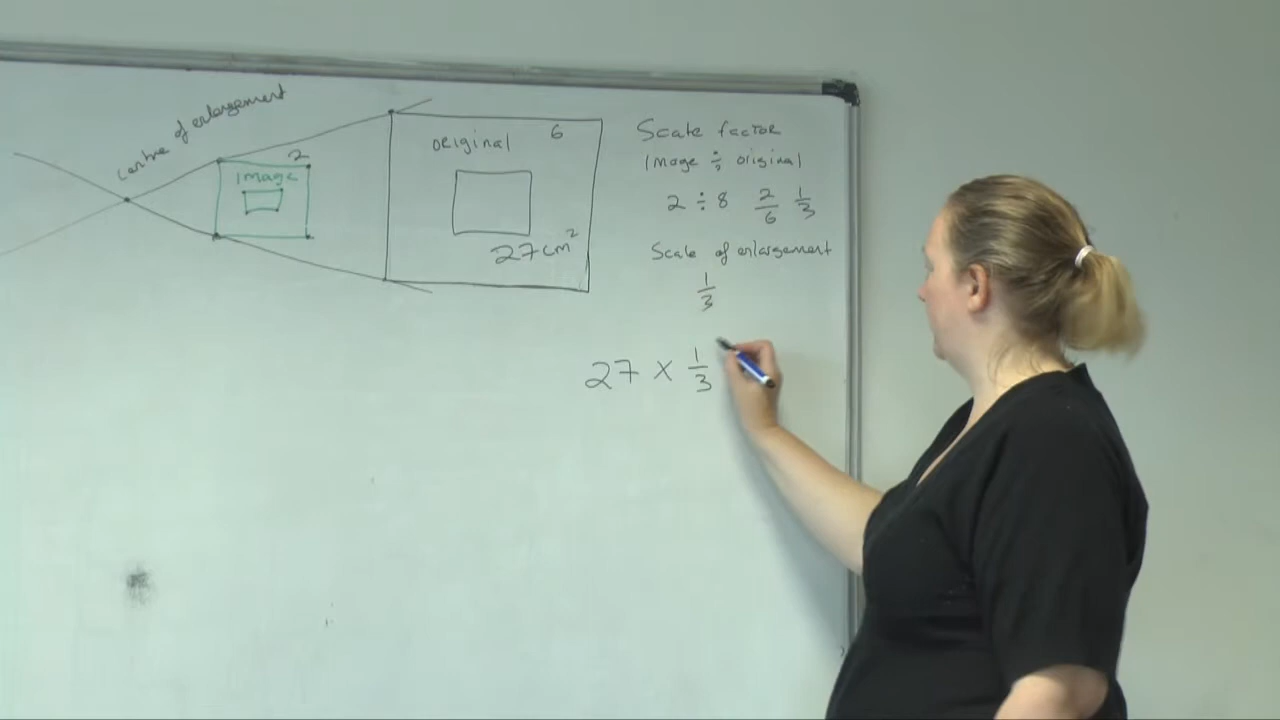 centre of enlargement
2
image
original 6
27cm²
Scale factor
Image ÷ original
2 ÷ 8 2/6 1/3
Scale of enlargement
1/3
27 x 1/3